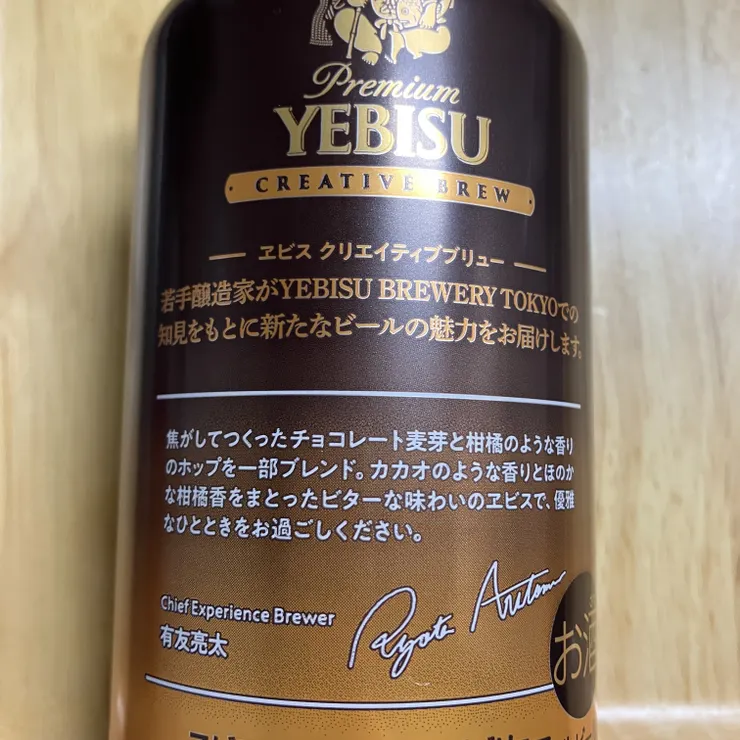 Premium
YEBISU
CREATIVE BREW
ヱビス クリエイティブブリュー
若手醸造家がYEBISU BREWERY TOKYOでの
知見をもとに新たなビールの魅力をお届けします。
焦がしてつくったチョコレート麦芽と柑橘のような香り
のホップを一部ブレンド。カカオのような香りとほのか
な柑橘香をまとったビターな味わいのヱビスで、優雅
なひとときをお過ごしください。
Chief Experience Brewer
有友亮太
Ryota Aritomo
お酒